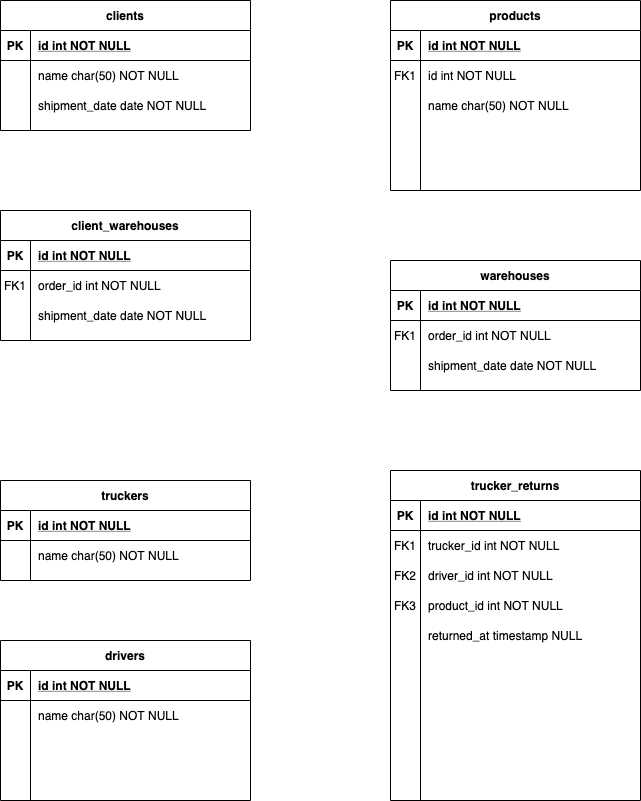 clients
PK id int NOT NULL
name char(50) NOT NULL
shipment_date date NOT NULL
products
PK id int NOT NULL
FK1 id int NOT NULL
name char(50) NOT NULL
client_warehouses
PK id int NOT NULL
FK1 order_id int NOT NULL
shipment_date date NOT NULL
warehouses
PK id int NOT NULL
FK1 order_id int NOT NULL
shipment_date date NOT NULL
truckers
PK id int NOT NULL
name char(50) NOT NULL
trucker_returns
PK id int NOT NULL
FK1 trucker_id int NOT NULL
FK2 driver_id int NOT NULL
FK3 product_id int NOT NULL
returned_at timestamp NULL
drivers
PK id int NOT NULL
name char(50) NOT NULL